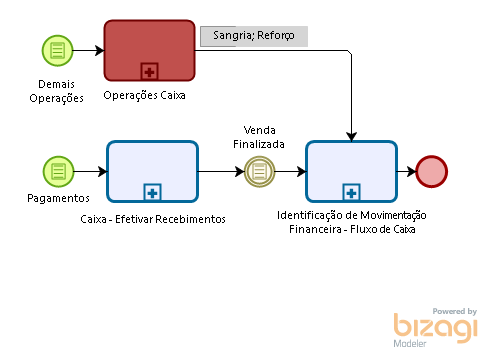 Sangria; Reforço
Demais
Operações
Operações Caixa
Venda
Finalizada
Pagamentos
Caixa - Efetivar Recebimentos
Identificação de Movimentação
Financeira - Fluxo de Caixa
Powered by
bizagi
Modeler